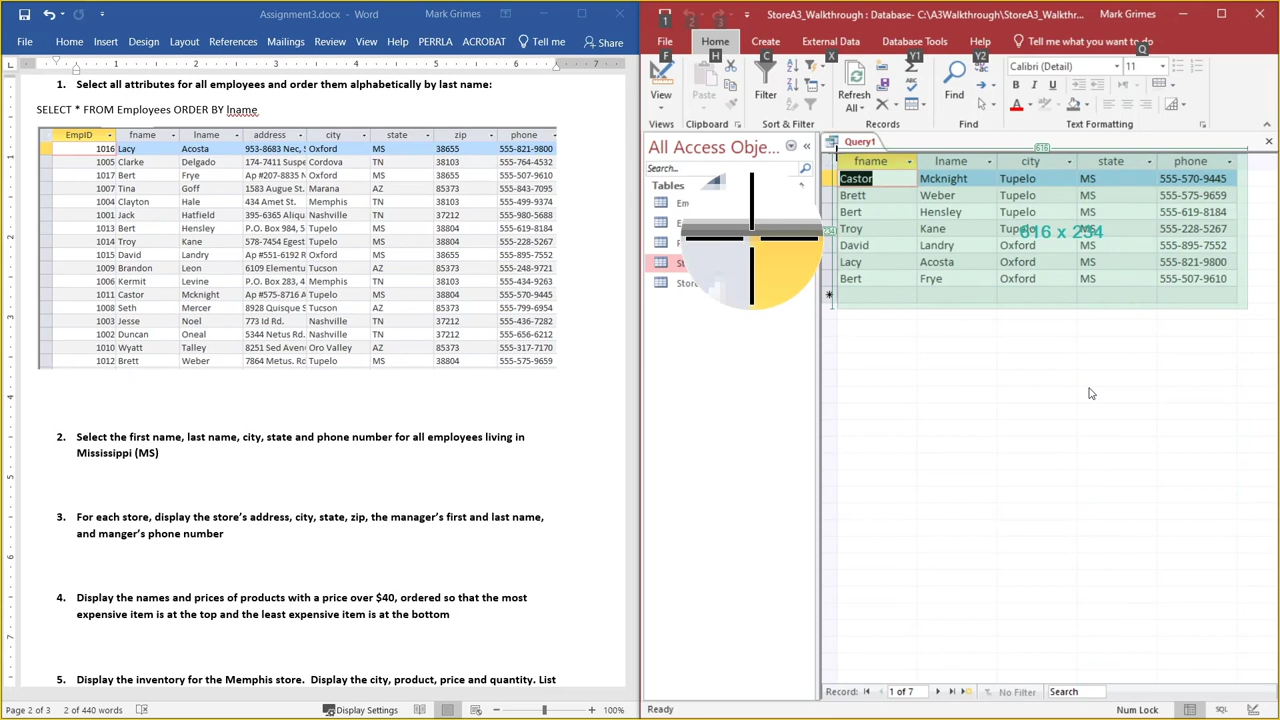 Assignment3.docx - Word
Mark Grimes
File Home Insert Design Layout References Mailings Review View Help PERRLA ACROBAT Tell me Share
1 2 3 4 5 6 7
1. Select all attributes for all employees and order them alphabetically by last name:
SELECT * FROM Employees ORDER BY lname
EmpID fname lname address city state zip phone
1016 Lacy Acosta 953-8683 Nec, S Oxford MS 38655 555-821-9800
1005 Clarke Delgado 174-7411 Suspe Cordova TN 38103 555-764-4532
1017 Bert Frye Ap #207-8835 N Oxford MS 38655 555-507-9610
1007 Tina Goff 1583 Augue St. Marana AZ 85373 555-843-7095
1004 Clayton Hale 434 Amet St. Memphis TN 38103 555-499-9374
1001 Jack Hatfield 395-6365 Aliqu Nashville TN 37212 555-980-5688
1013 Bert Hensley P.O. Box 984, 5 Tupelo MS 38804 555-619-8184
1014 Troy Kane 578-7454 Egest Tupelo MS 38804 555-228-5267
1015 David Landry Ap #551-6192 R Oxford MS 38655 555-895-7552
1009 Brandon Leon 6109 Elementu Tucson AZ 85373 555-248-9721
1006 Kermit Levine P.O. Box 283, 4 Memphis TN 38103 555-434-9263
1011 Castor Mcknight Ap #575-8716 A Tupelo MS 38804 555-570-9445
1008 Seth Mercer 8928 Quisque S Tucson AZ 85373 555-799-6954
1003 Jesse Noel 773 Id Rd. Nashville TN 37212 555-436-7282
1002 Duncan Oneal 5344 Netus Rd. Nashville TN 37212 555-656-6212
1010 Wyatt Talley 8251 Sed Aven Oro Valley AZ 85373 555-317-7170
1012 Brett Weber 7864 Metus. Rd Tupelo MS 38804 555-575-9659
2. Select the first name, last name, city, state and phone number for all employees living in
Mississippi (MS)
3. For each store, display the store's address, city, state, zip, the manager's first and last name,
and manger's phone number
4. Display the names and prices of products with a price over $40, ordered so that the most
expensive item is at the top and the least expensive item is at the bottom
5. Display the inventory for the Memphis store. Display the city, product, price and quantity. List
Page 2 of 3 2 of 440 words Display Settings 100%
1 2 3 StoreA3_Walkthrough : Database- C:\A3Walkthrough\StoreA3_Walkthr... Mark Grimes
File Home Create External Data Database Tools Help Tell me what you want to do
F H C X Y1 Y2 Q
View Paste Filter Refresh All Find Calibri (Detail) 11
B I U
Views Clipboard Sort & Filter Records Find Text Formatting
All Access Obje...
Search...
Tables
Em
E
P
St
Store
Query1
616
234
fname lname city state phone
Castor Mcknight Tupelo MS 555-570-9445
Brett Weber Tupelo MS 555-575-9659
Bert Hensley Tupelo MS 555-619-8184
Troy Kane Tupelo MS 555-228-5267
616 x 234
David Landry Oxford MS 555-895-7552
Lacy Acosta Oxford MS 555-821-9800
Bert Frye Oxford MS 555-507-9610
Record: 1 of 7 No Filter Search
Ready Num Lock SQL